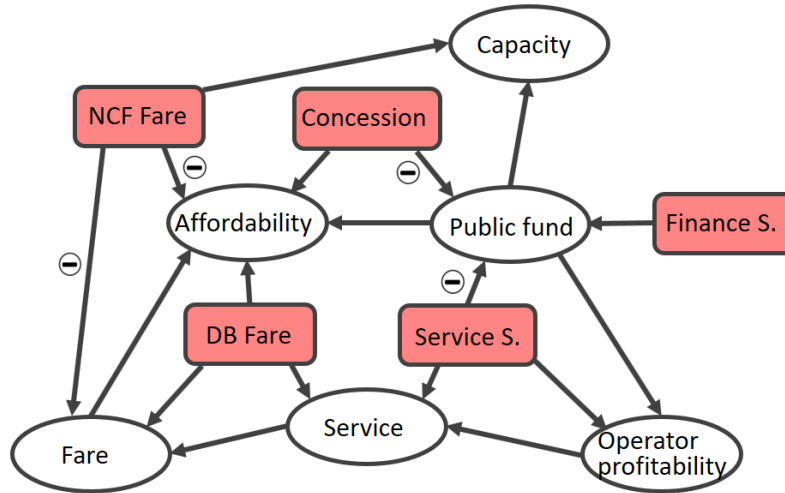 Capacity
NCF Fare
Concession
Affordability
Public fund
Finance S.
DB Fare
Service S.
Fare
Service
Operator
profitability